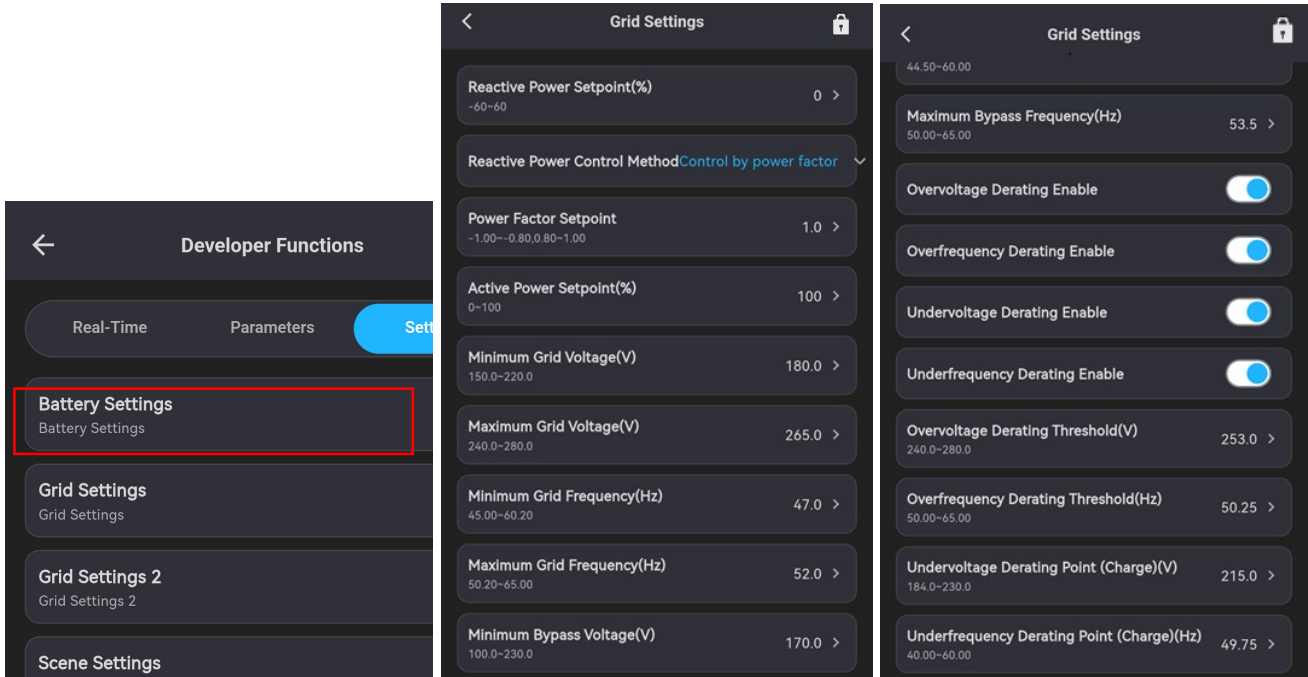 Developer Functions
Real-Time
Parameters
Sett
Battery Settings
Battery Settings
Grid Settings
Grid Settings
Grid Settings 2
Grid Settings 2
Scene Settings
Grid Settings
Reactive Power Setpoint(%)
-60~60
0
Reactive Power Control Method Control by power factor
Power Factor Setpoint
-1.00~-0.80,0.80~1.00
1.0
Active Power Setpoint(%)
0~100
100
Minimum Grid Voltage(V)
150.0~220.0
180.0
Maximum Grid Voltage(V)
240.0~280.0
265.0
Minimum Grid Frequency(Hz)
45.00~60.20
47.0
Maximum Grid Frequency(Hz)
50.20~65.00
52.0
Minimum Bypass Voltage(V)
100.0~230.0
170.0
Grid Settings
44.50~60.00
Maximum Bypass Frequency(Hz)
50.00~65.00
53.5
Overvoltage Derating Enable
Overfrequency Derating Enable
Undervoltage Derating Enable
Underfrequency Derating Enable
Overvoltage Derating Threshold(V)
240.0~280.0
253.0
Overfrequency Derating Threshold(Hz)
50.00~65.00
50.25
Undervoltage Derating Point (Charge)(V)
184.0~230.0
215.0
Underfrequency Derating Point (Charge)(Hz)
40.00~60.00
49.75